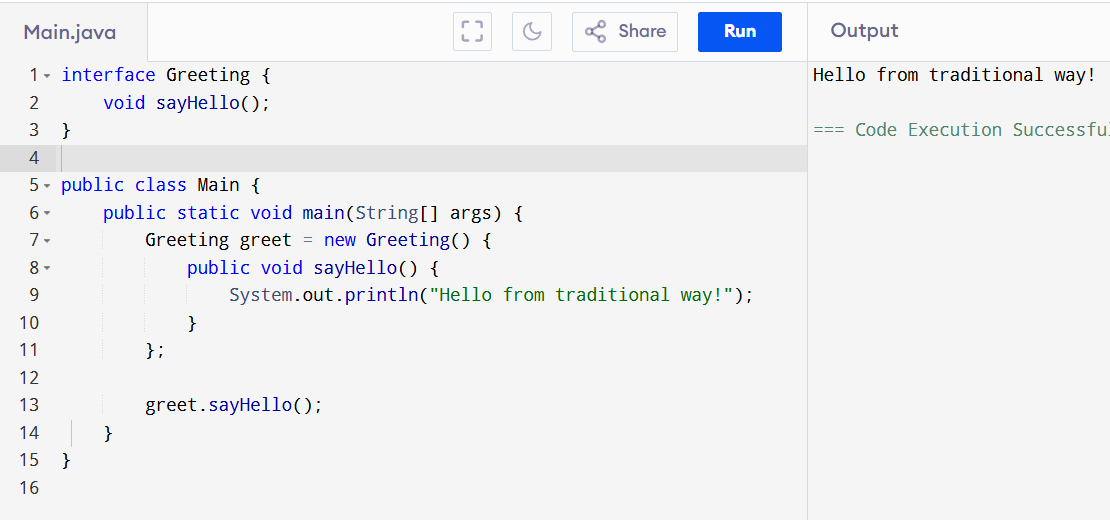 Main.java
Share
Run
Output
1 interface Greeting {
2     void sayHello();
3 }
4
5 public class Main {
6     public static void main(String[] args) {
7         Greeting greet = new Greeting() {
8             public void sayHello() {
9                 System.out.println("Hello from traditional way!");
10             }
11         };
12
13         greet.sayHello();
14     }
15 }
16
Hello from traditional way!
=== Code Execution Successful